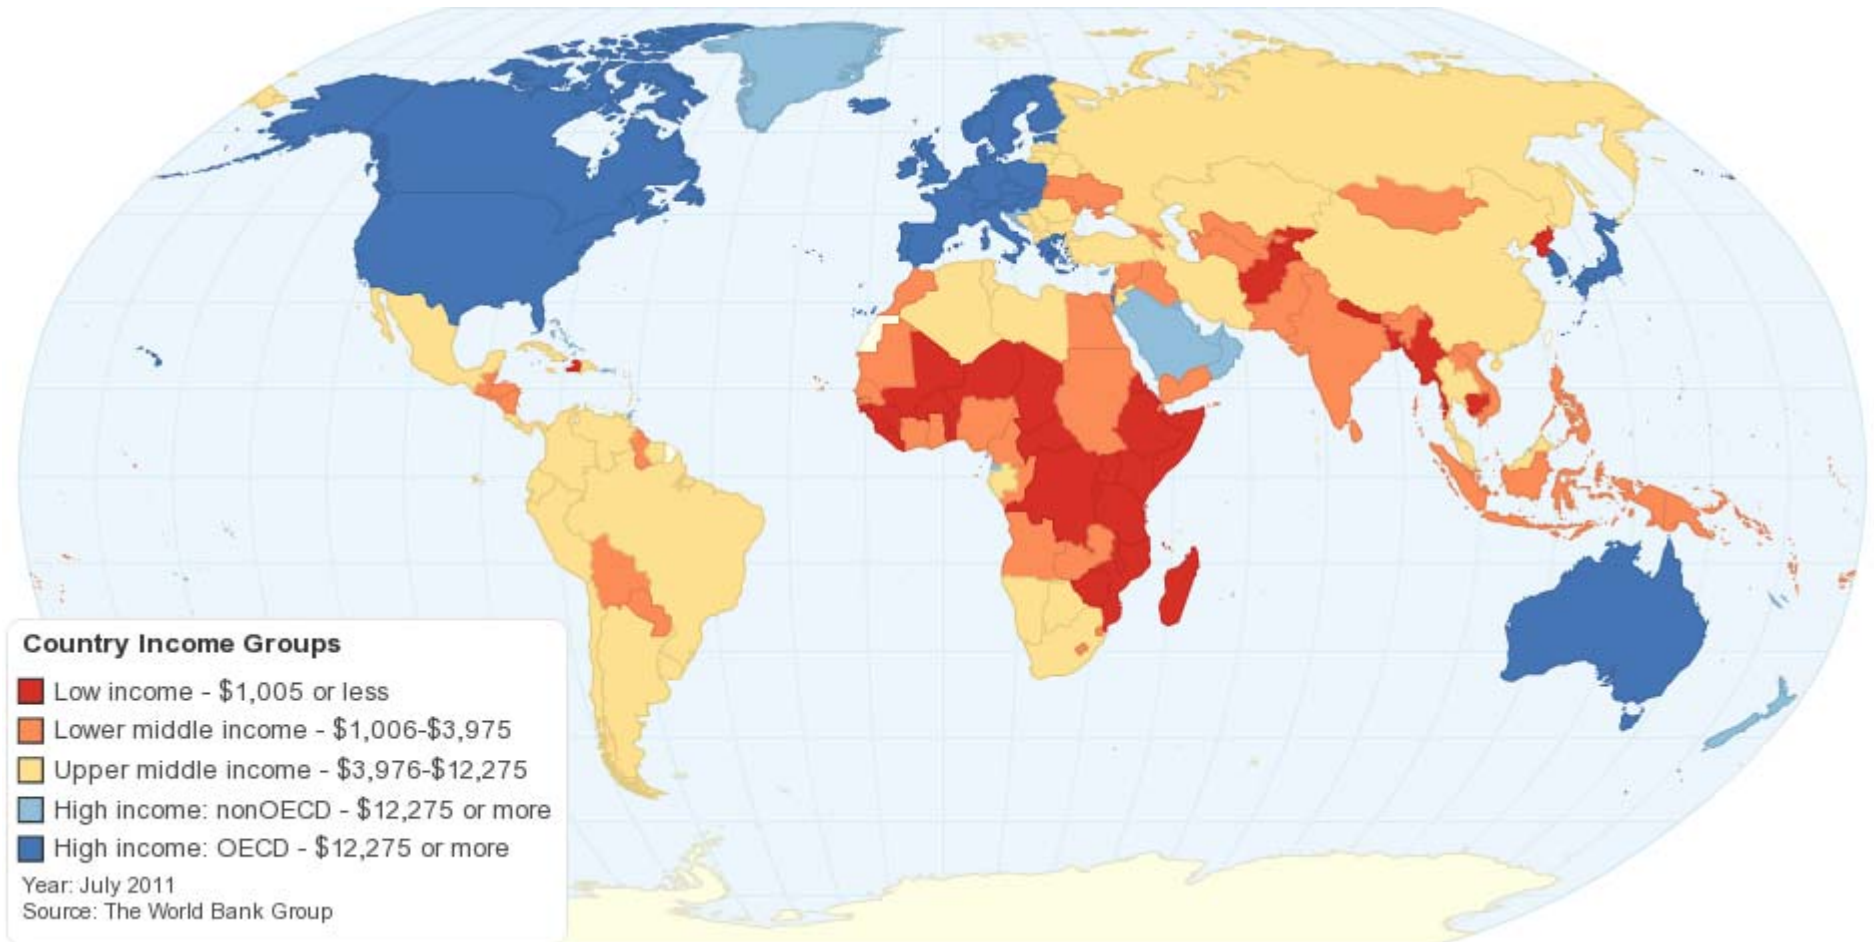 Country Income Groups
Low income - $1,005 or less
Lower middle income - $1,006-$3,975
Upper middle income - $3,976-$12,275
High income: nonOECD - $12,275 or more
High income: OECD - $12,275 or more
Year: July 2011
Source: The World Bank Group